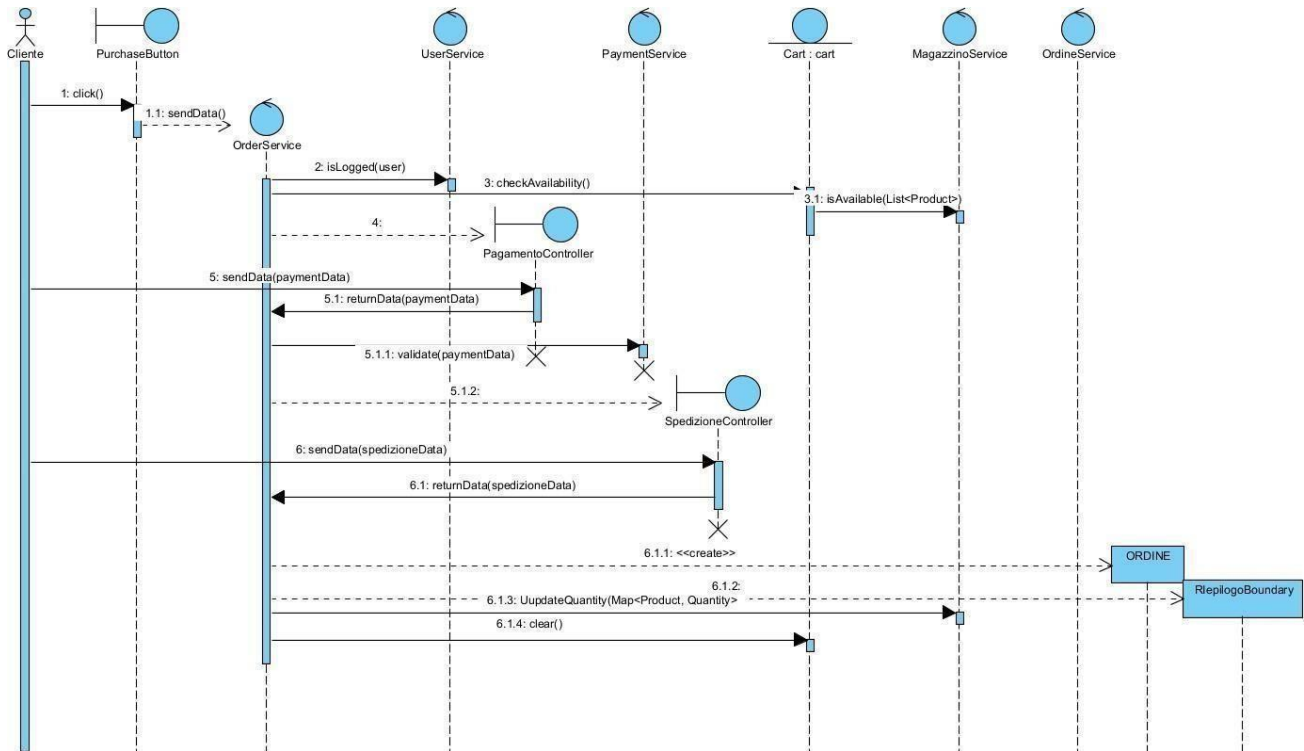 Cliente
PurchaseButton
UserService
PaymentService
Cart : cart
MagazzinoService
OrdineService
1: click()
1.1: sendData()
OrderService
2: isLogged(user)
3: checkAvailability()
3.1: isAvailable(List<Product>)
4:
PagamentoController
5: sendData(paymentData)
5.1: returnData(paymentData)
5.1.1: validate(paymentData)
5.1.2:
SpedizioneController
6: sendData(spedizioneData)
6.1: returnData(spedizioneData)
6.1.1: <<create>>
ORDINE
6.1.2:
RIepilogoBoundary
6.1.3: UupdateQuantity(Map<Product, Quantity>
6.1.4: clear()